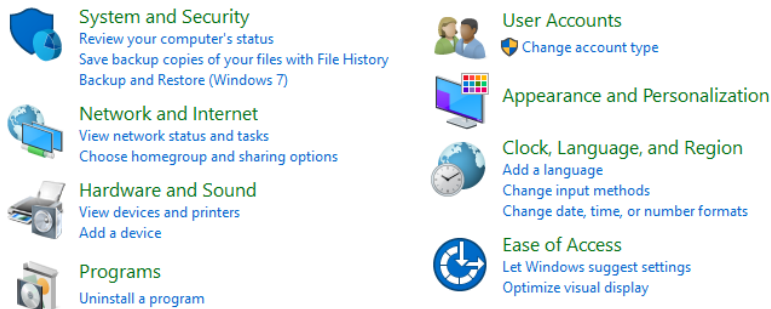 System and Security
Review your computer's status
Save backup copies of your files with File History
Backup and Restore (Windows 7)
Network and Internet
View network status and tasks
Choose homegroup and sharing options
Hardware and Sound
View devices and printers
Add a device
Programs
Uninstall a program
User Accounts
Change account type
Appearance and Personalization
Clock, Language, and Region
Add a language
Change input methods
Change date, time, or number formats
Ease of Access
Let Windows suggest settings
Optimize visual display